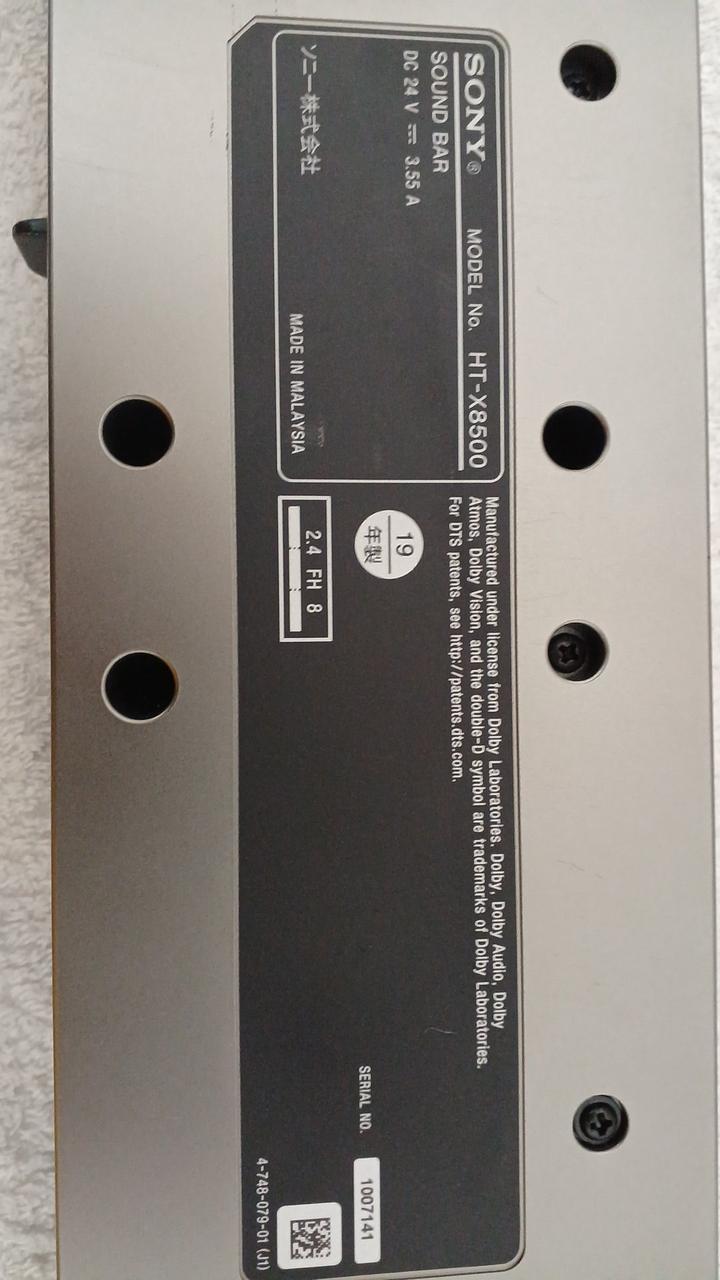 SONY® MODEL No. HT-X8500
SOUND BAR
DC 24 V ⎓ 3.55 A
ソニー株式会社 MADE IN MALAYSIA
Manufactured under license from Dolby Laboratories. Dolby, Dolby Audio, Dolby
Atmos, Dolby Vision, and the double-D symbol are trademarks of Dolby Laboratories.
For DTS patents, see http://patents.dts.com.
19
年製
2.4 FH 8
SERIAL NO. 1007141
4-748-079-01 (J1)